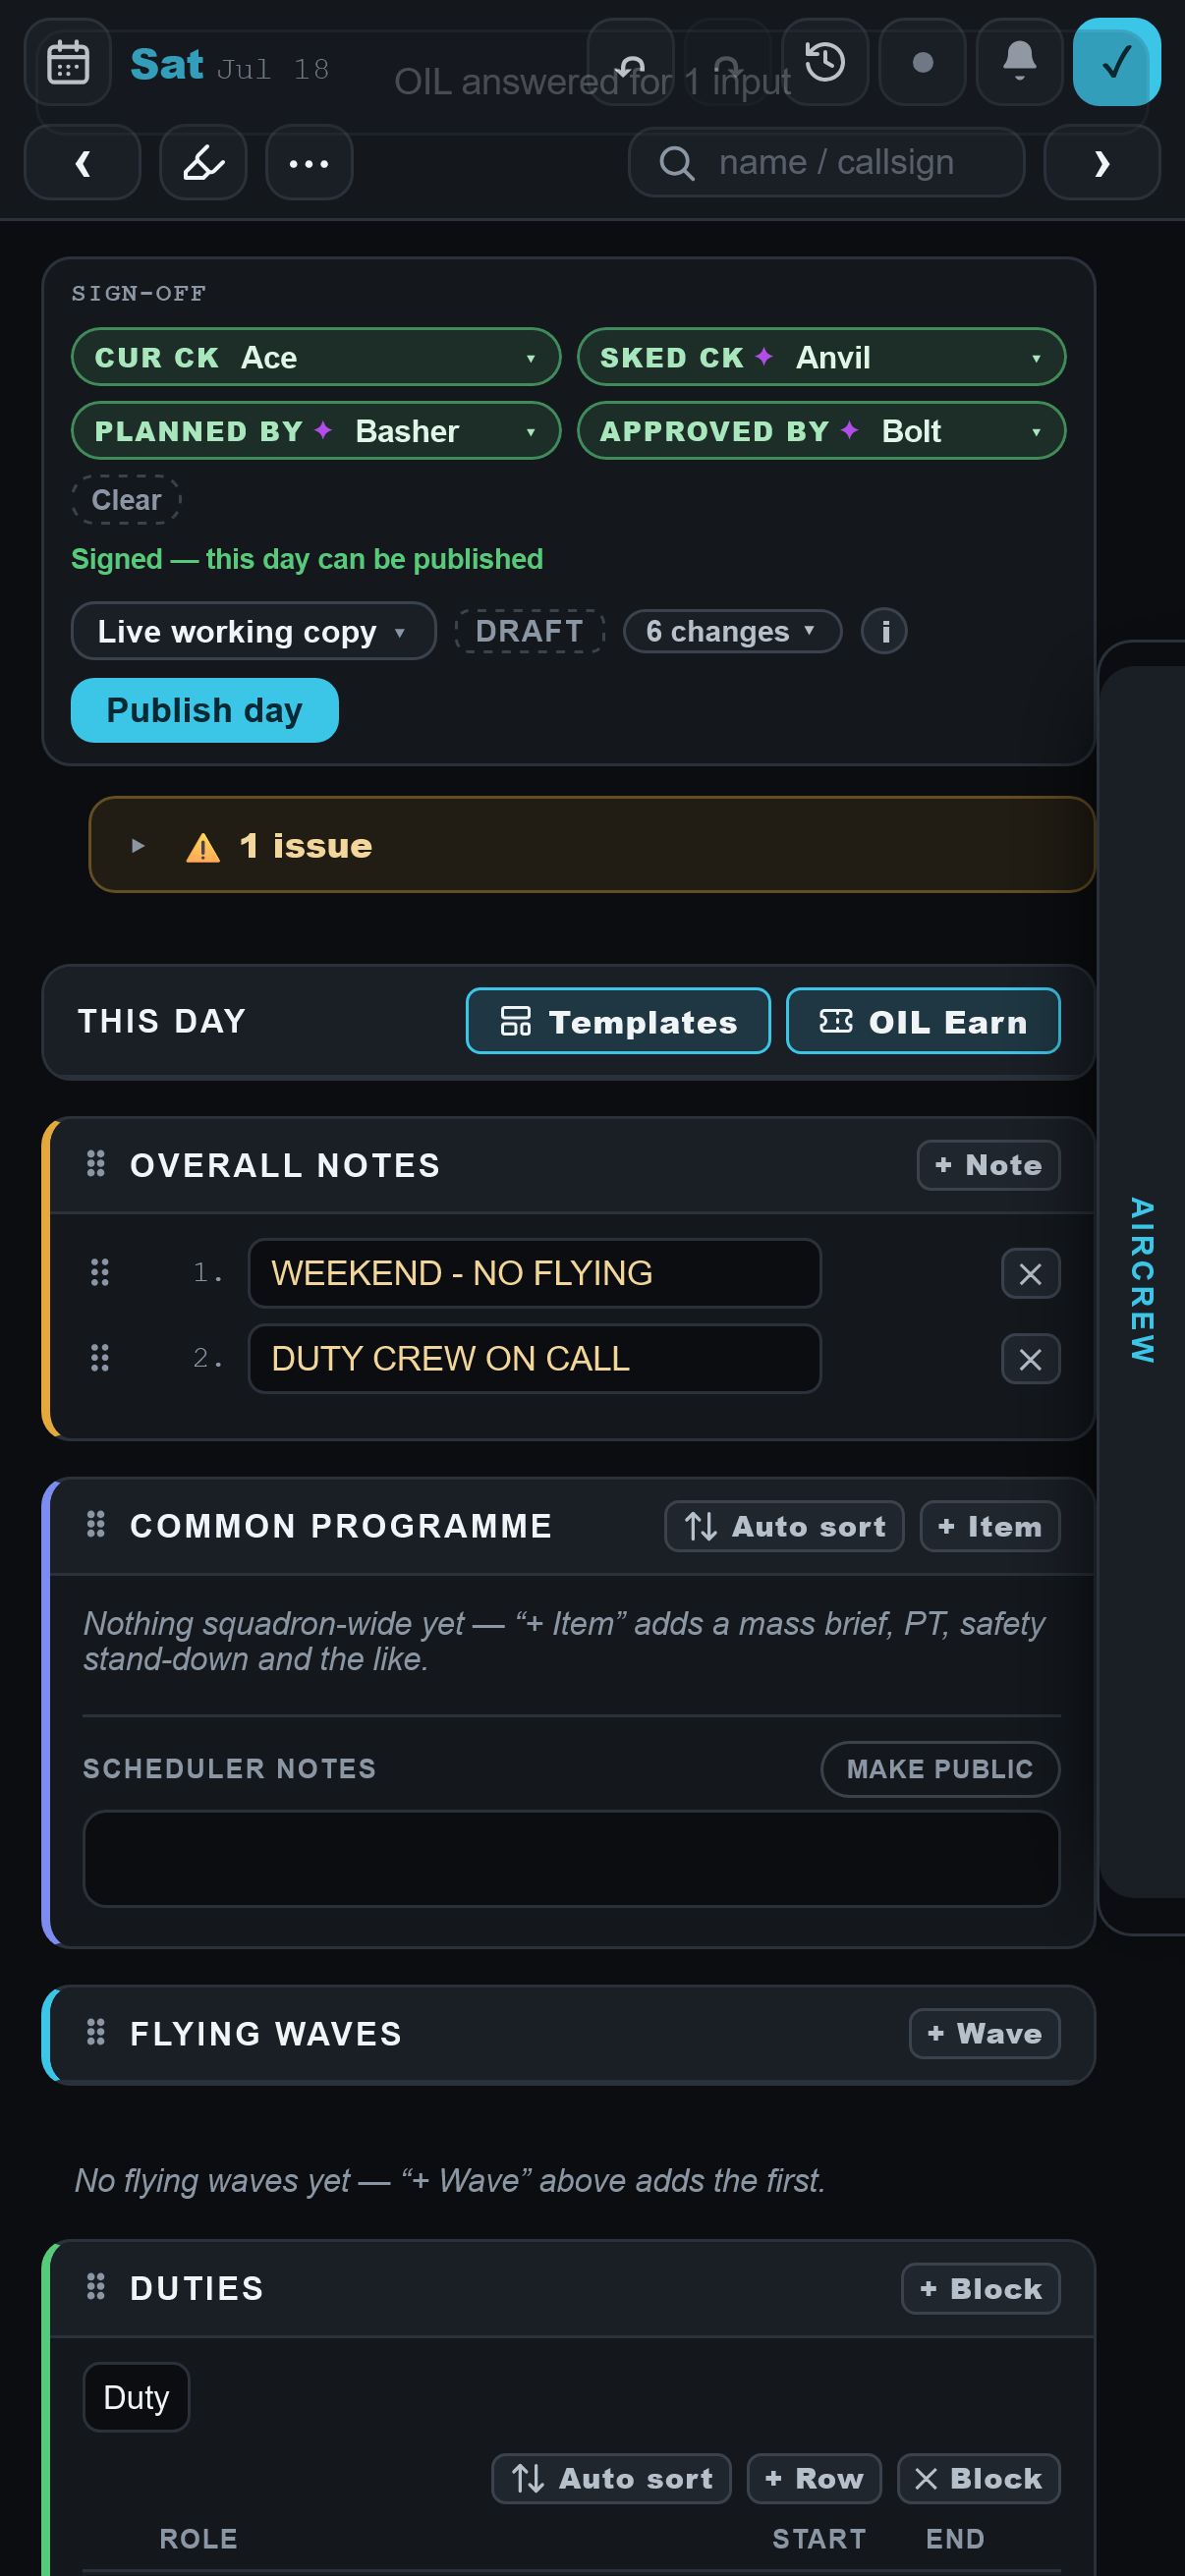 Sat Jul 18
OIL answered for 1 input
name / callsign
SIGN-OFF
CUR CK Ace
SKED CK Anvil
PLANNED BY Basher
APPROVED BY Bolt
Clear
Signed — this day can be published
Live working copy
DRAFT
6 changes
i
Publish day
1 issue
THIS DAY
Templates
OIL Earn
AIRCREW
OVERALL NOTES
+ Note
1. WEEKEND - NO FLYING
2. DUTY CREW ON CALL
COMMON PROGRAMME
Auto sort
+ Item
Nothing squadron-wide yet — “+ Item” adds a mass brief, PT, safety
stand-down and the like.
SCHEDULER NOTES
MAKE PUBLIC
FLYING WAVES
+ Wave
No flying waves yet — “+ Wave” above adds the first.
DUTIES
+ Block
Duty
Auto sort
+ Row
× Block
ROLE START END